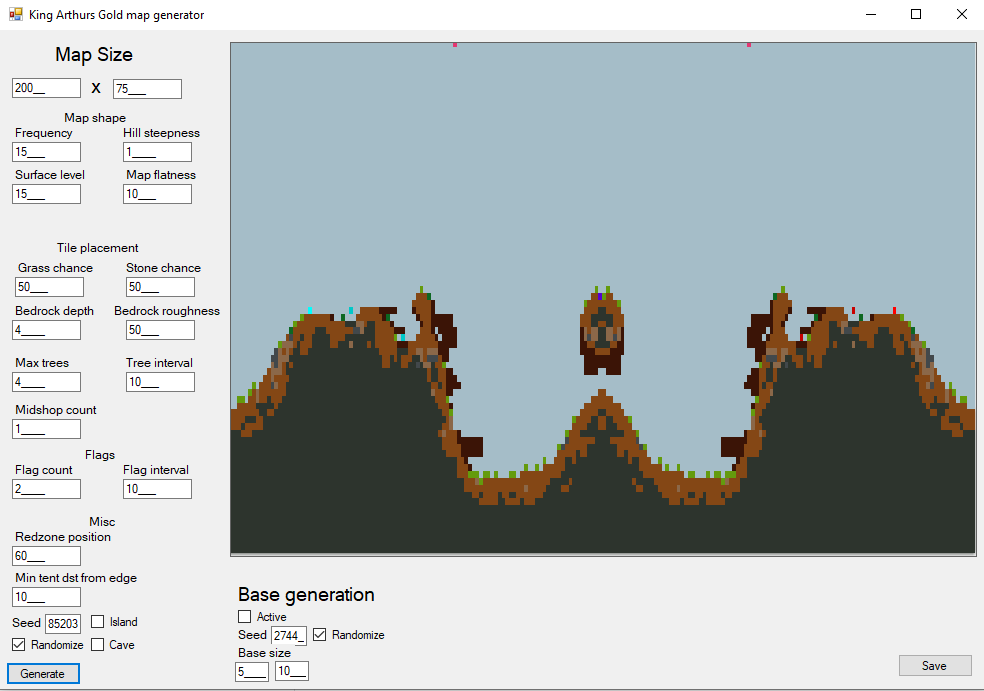 King Arthurs Gold map generator
Map Size
200__ X 75___
Map shape
Frequency Hill steepness
15___ 1____
Surface level Map flatness
15___ 10___
Tile placement
Grass chance Stone chance
50___ 50___
Bedrock depth Bedrock roughness
4____ 50___
Max trees Tree interval
4____ 10___
Midshop count
1____
Flags
Flag count Flag interval
2____ 10___
Misc
Redzone position
60___
Min tent dst from edge
10___
Seed 85203 Island
Randomize Cave
Generate
Base generation
Active
Seed 2744_ Randomize
Base size
5____ 10___
Save